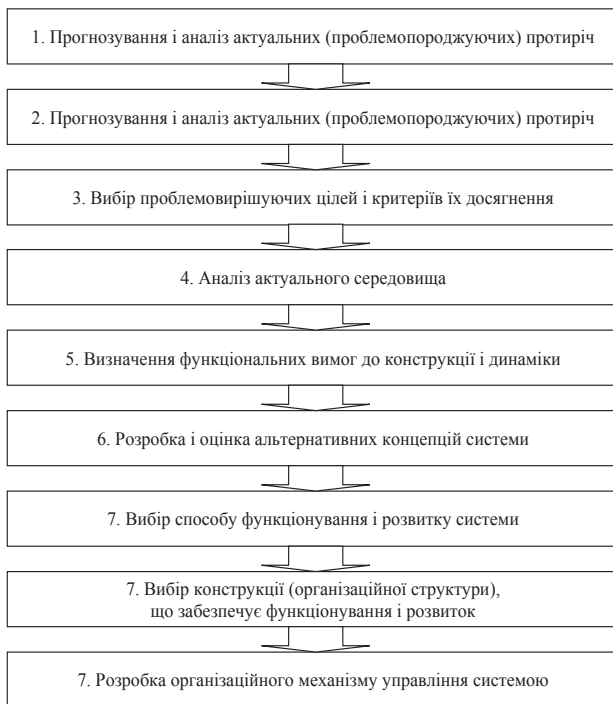 1. Прогнозування і аналіз актуальних (проблемопороджуючих) протиріч
2. Прогнозування і аналіз актуальних (проблемопороджуючих) протиріч
3. Вибір проблемовирішуючих цілей і критеріїв їх досягнення
4. Аналіз актуального середовища
5. Визначення функціональних вимог до конструкції і динаміки
6. Розробка і оцінка альтернативних концепцій системи
7. Вибір способу функціонування і розвитку системи
7. Вибір конструкції (організаційної структури),
що забезпечує функціонування і розвиток
7. Розробка організаційного механізму управління системою